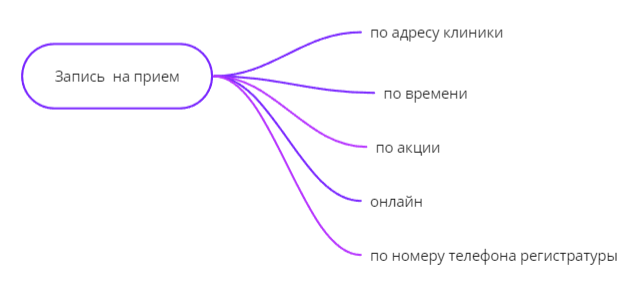 Запись на прием
по адресу клиники
по времени
по акции
онлайн
по номеру телефона регистратуры